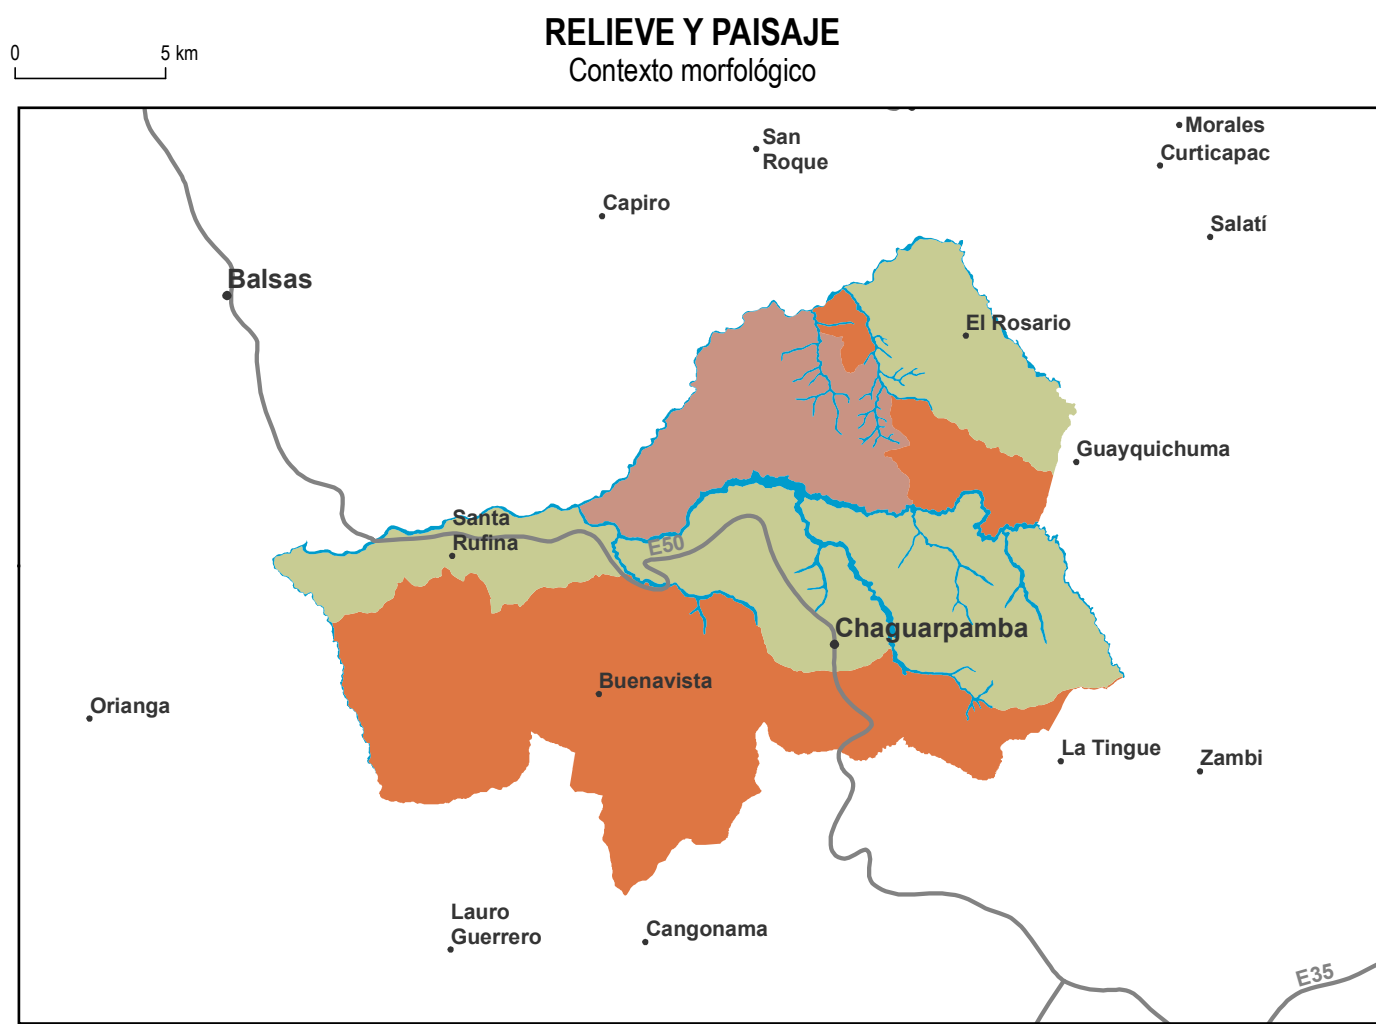 RELIEVE Y PAISAJE
Contexto morfológico
0
5 km
Morales
San
Roque
Curticapac
Capiro
Salatí
Balsas
El Rosario
Guayquichuma
Santa
Rufina
E50
Chaguarpamba
Buenavista
Orianga
La Tingue
Zambi
Lauro
Guerrero
Cangonama
E35